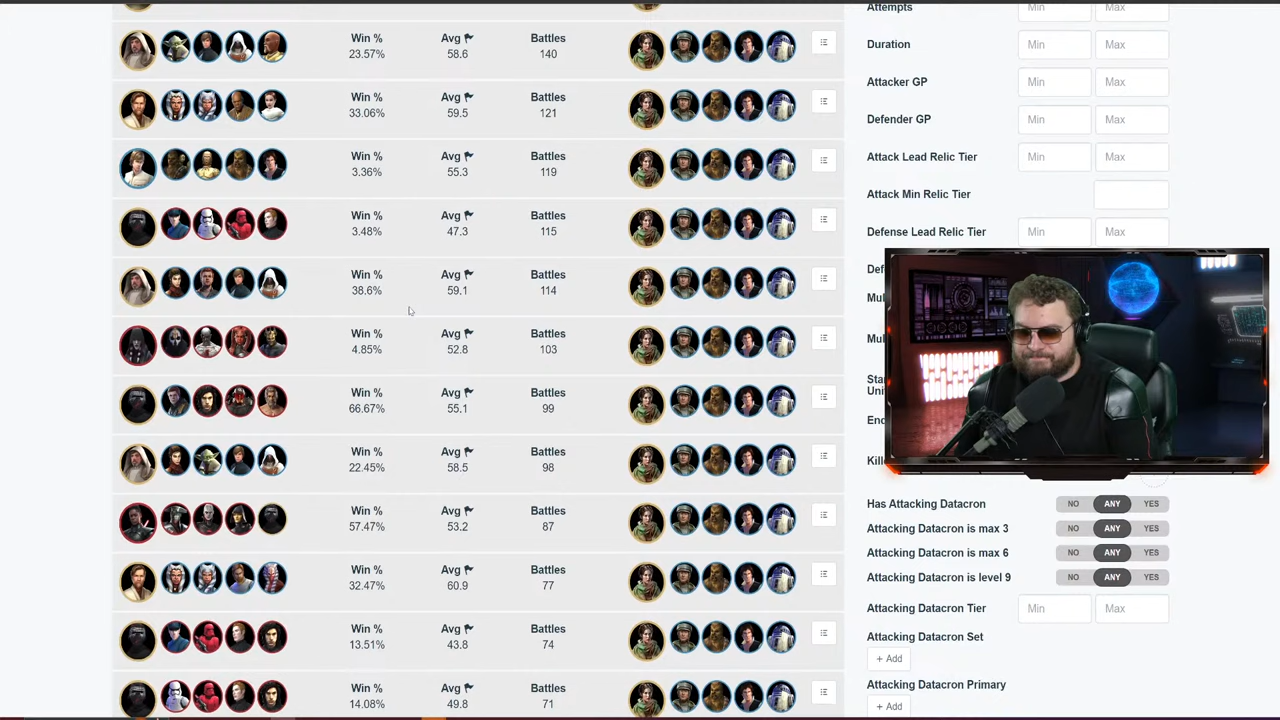 Attempts Min Max
Win % Avg Battles
23.57% 58.6 140
Duration Min Max
Attacker GP Min Max
Win % Avg Battles
33.06% 59.5 121
Defender GP Min Max
Win % Avg Battles
3.36% 55.3 119
Attack Lead Relic Tier Min Max
Attack Min Relic Tier
Win % Avg Battles
3.48% 47.3 115
Defense Lead Relic Tier Min Max
Win % Avg Battles
38.6% 59.1 114
Win % Avg Battles
4.85% 52.8 103
Win % Avg Battles
66.67% 55.1 99
Win % Avg Battles
22.45% 58.5 98
Has Attacking Datacron NO ANY YES
Win % Avg Battles
57.47% 53.2 87
Attacking Datacron is max 3 NO ANY YES
Attacking Datacron is max 6 NO ANY YES
Attacking Datacron is level 9 NO ANY YES
Win % Avg Battles
Attacking Datacron Tier Min Max
Win % Avg Battles
13.51% 43.8 74
Attacking Datacron Set
+ Add
Attacking Datacron Primary
Win % Avg Battles
14.08% 49.8 71
+ Add